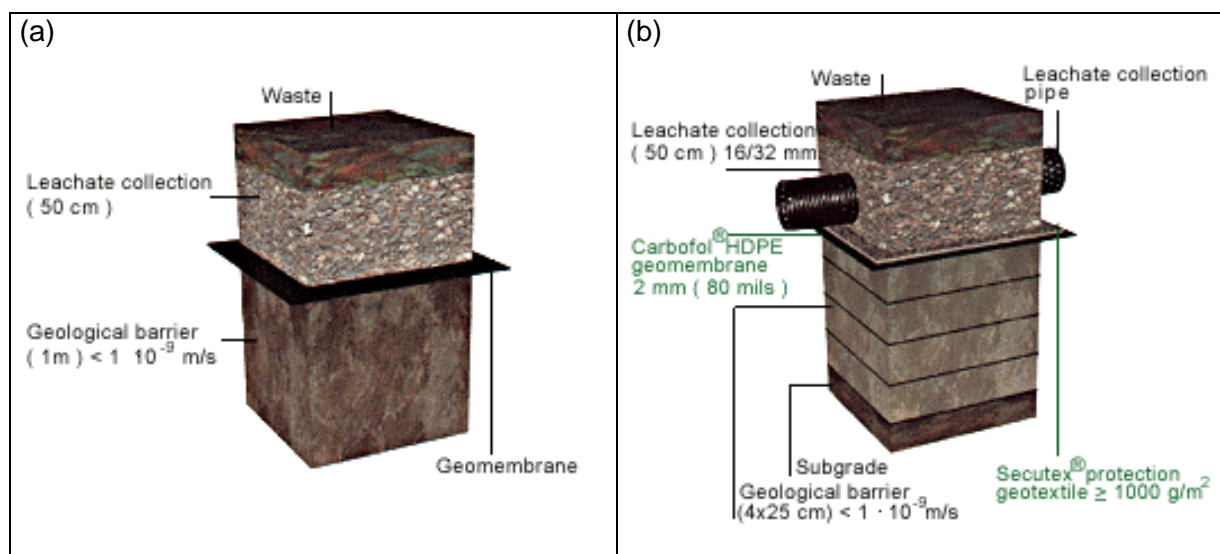 (a)
Waste
Leachate collection
( 50 cm )
Geological barrier
( 1m ) < 1 10⁻⁹ m/s
Geomembrane
(b)
Waste
Leachate collection
pipe
Leachate collection
( 50 cm ) 16/32 mm
Carbofol® HDPE
geomembrane
2 mm ( 80 mils )
Subgrade
Geological barrier
(4x25 cm) < 1 · 10⁻⁹ m/s
Secutex® protection
geotextile ≥ 1000 g/m²